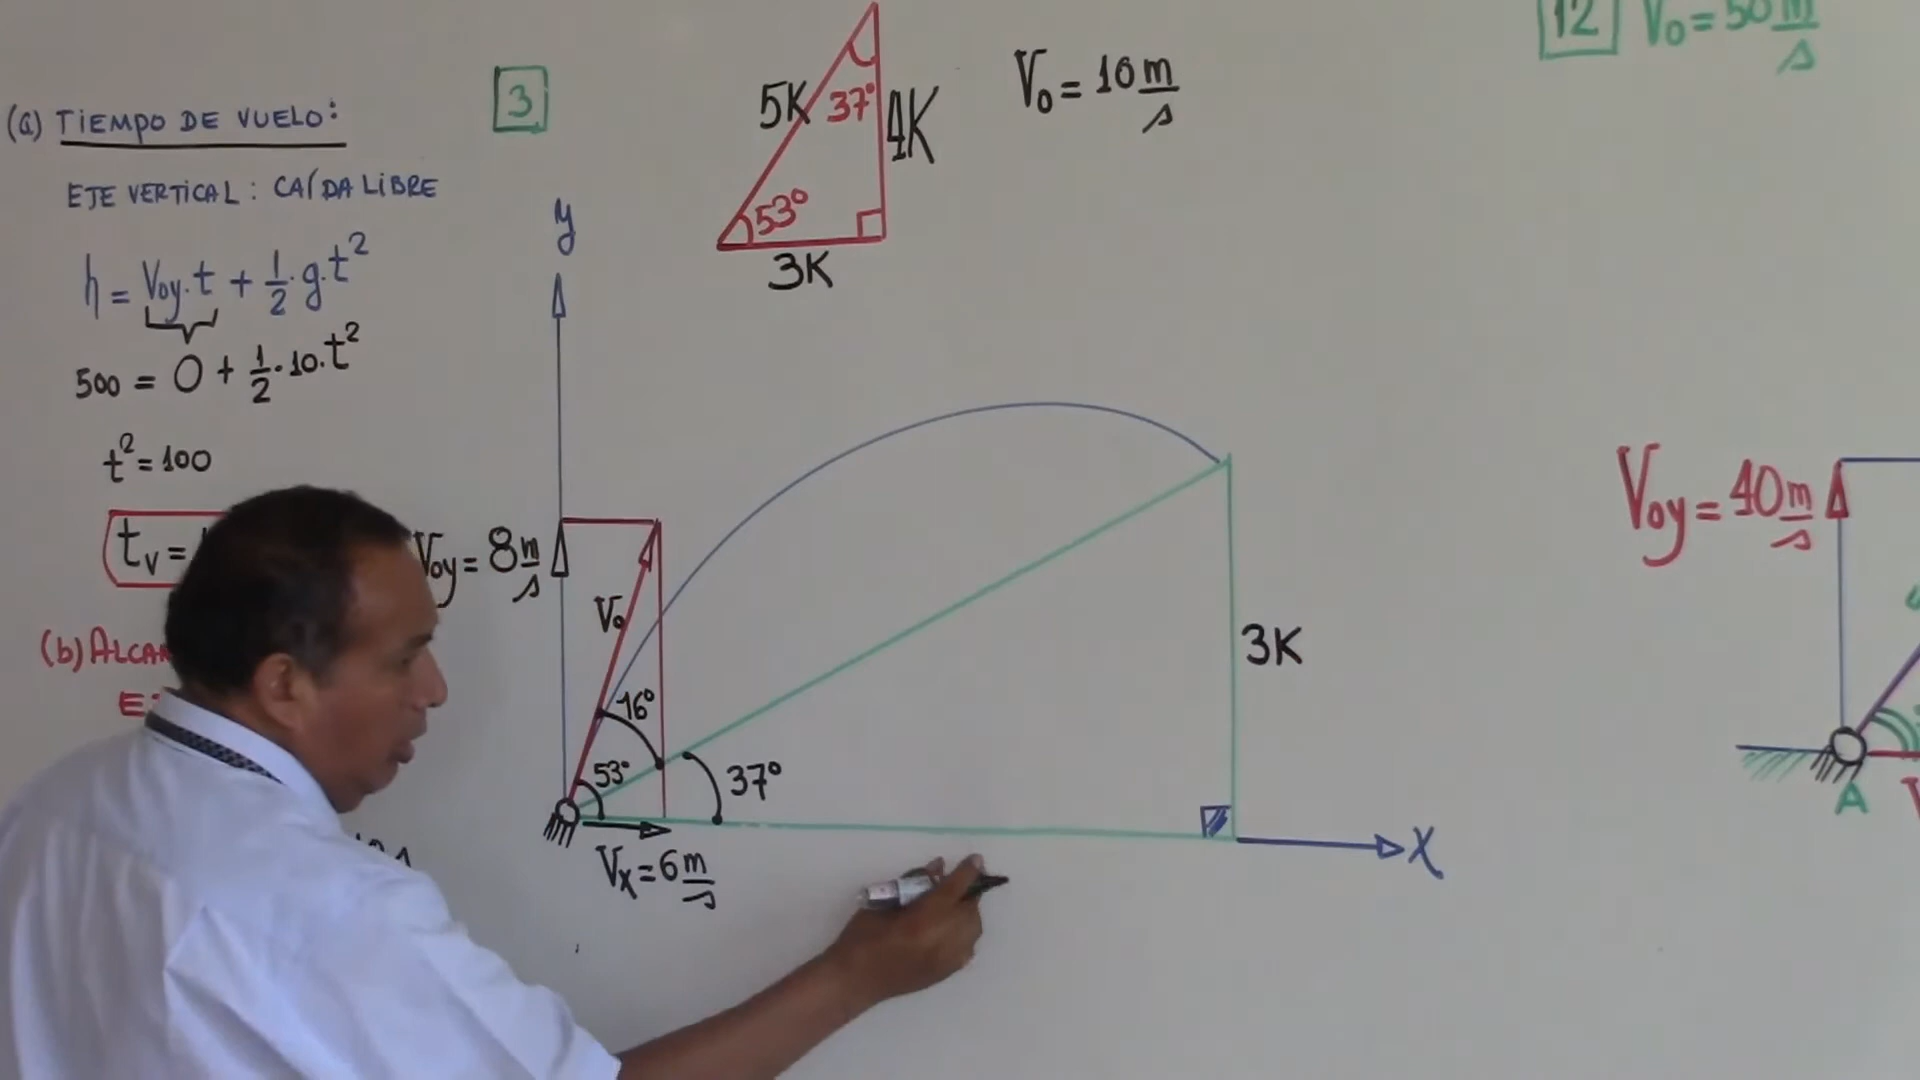 (a) TIEMPO DE VUELO:
EJE VERTICAL: CAÍDA LIBRE
h = Voy.t + 1/2.g.t²
500 = 0 + 1/2.10.t²
t² = 100
tv =
(b) ALCAN
3
5K
37°
4K
53°
3K
Vo = 10 m/s
y
Voy = 8 m/s
Vo
16°
53°
37°
3K
Vx = 6 m/s
X
12
Vo = 50 m/s
Voy = 40 m/s
A